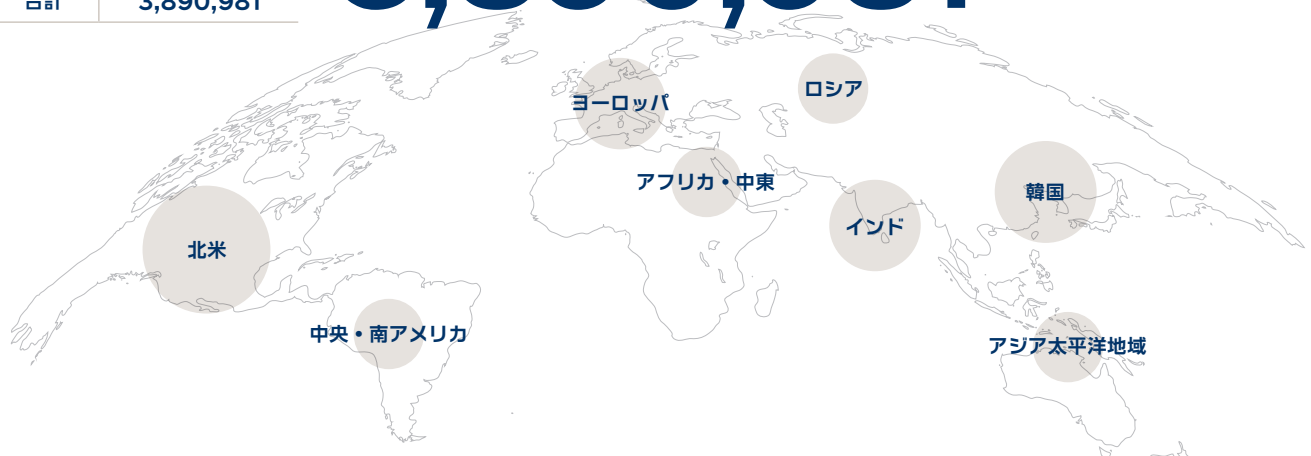 合計 3,890,981
ロシア
ヨーロッパ
アフリカ・中東
韓国
インド
北米
中央・南アメリカ
アジア太平洋地域